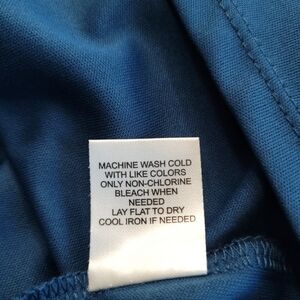 MACHINE WASH COLD
WITH LIKE COLORS
ONLY NON-CHLORINE
BLEACH WHEN
NEEDED
LAY FLAT TO DRY
COOL IRON IF NEEDED